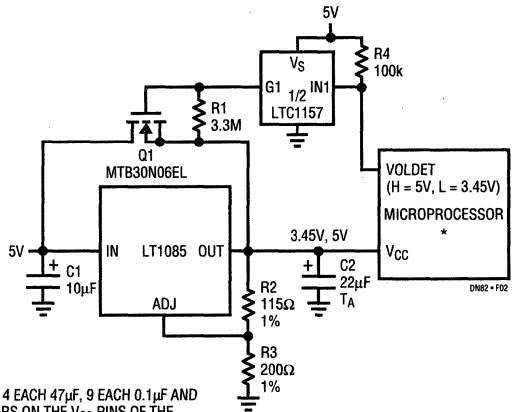 5V
R4
100k
VS
G1
IN1
1/2
LTC1157
R1
3.3M
Q1
MTB30N06EL
VOLDET
(H = 5V, L = 3.45V)
MICROPROCESSOR
*
VCC
5V
IN
LT1085
OUT
ADJ
3.45V, 5V
+
C1
10µF
+
C2
22µF
TA
R2
115Ω
1%
R3
200Ω
1%
DN82 • F02
4 EACH 47µF, 9 EACH 0.1µF AND
ON THE VCC PINS OF THE